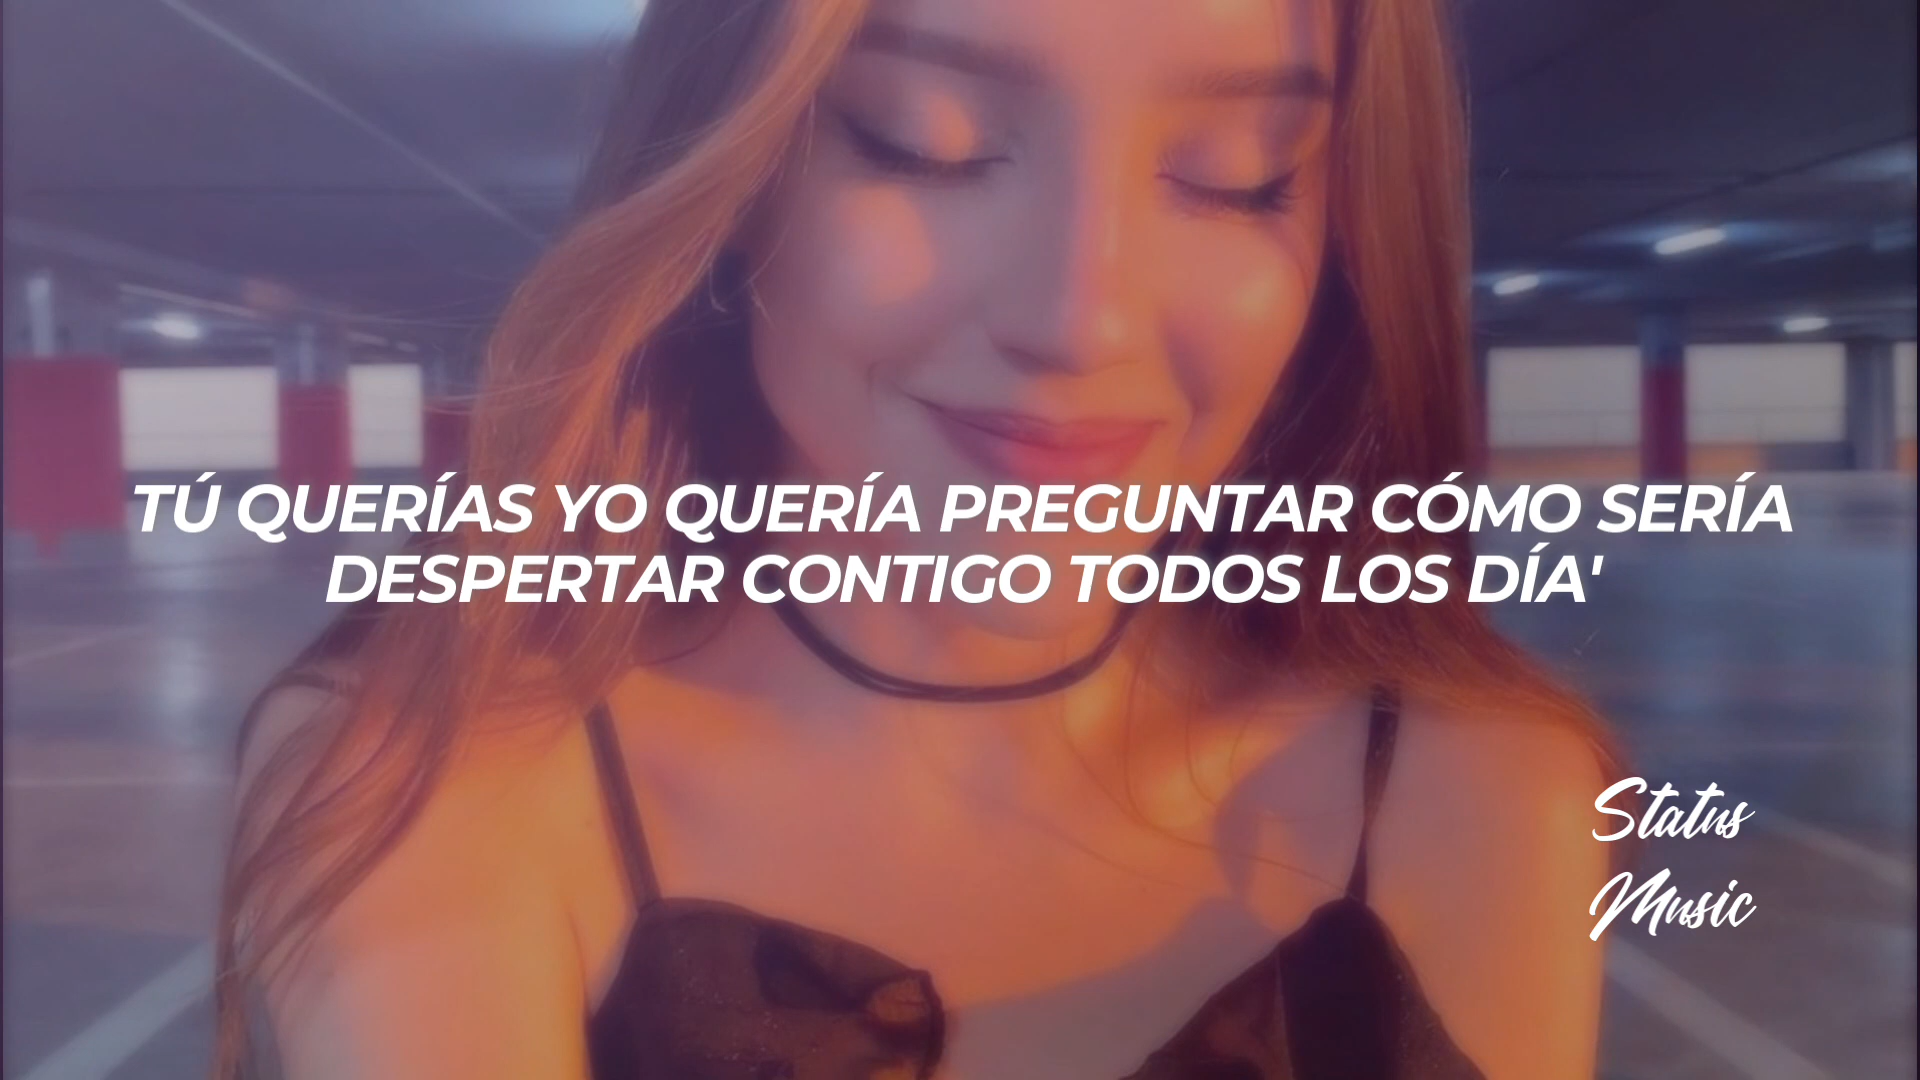 TÚ QUERÍAS YO QUERÍA PREGUNTAR CÓMO SERÍA
DESPERTAR CONTIGO TODOS LOS DÍA'
Status
Music